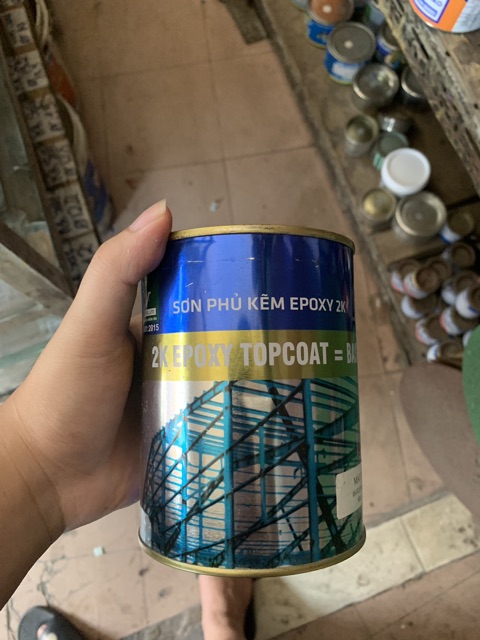 SƠN PHỦ KẼM EPOXY 2K
2K EPOXY TOPCOAT =